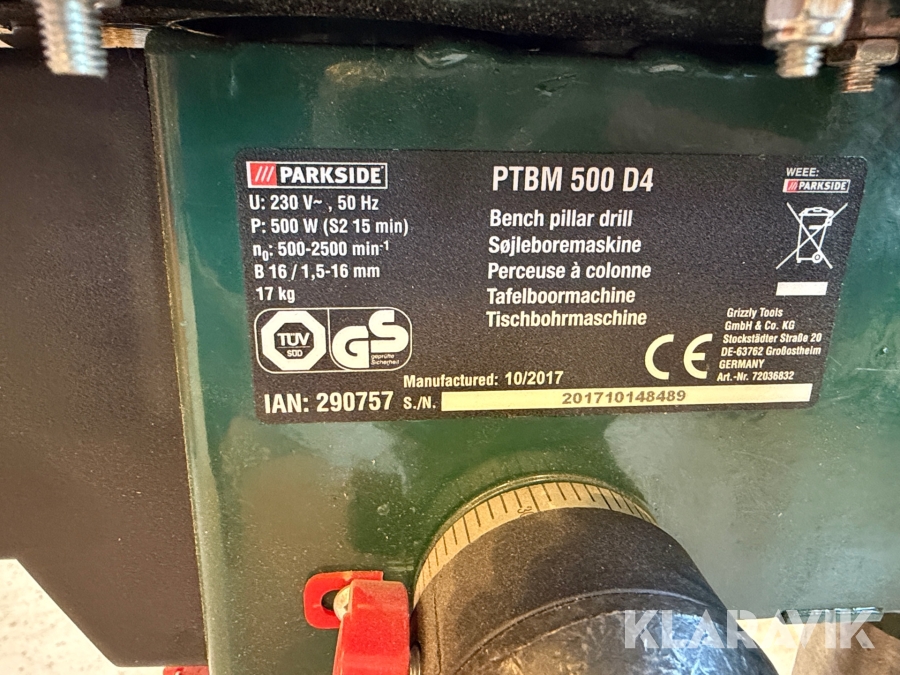 PARKSIDE
U: 230 V~ , 50 Hz
P: 500 W (S2 15 min)
n0: 500-2500 min-1
B 16 / 1,5-16 mm
17 kg
TÜV
SÜD
GS
geprüfte
Sicherheit
IAN: 290757
PTBM 500 D4
Bench pillar drill
Søjleboremaskine
Perceuse à colonne
Tafelboormachine
Tischbohrmaschine
Manufactured: 10/2017
S./N. 201710148489
WEEE:
PARKSIDE
CE
Grizzly Tools
GmbH & Co. KG
Stockstädter Straße 20
DE-63762 Großostheim
GERMANY
Art.-Nr. 72036832
KLARAVIK